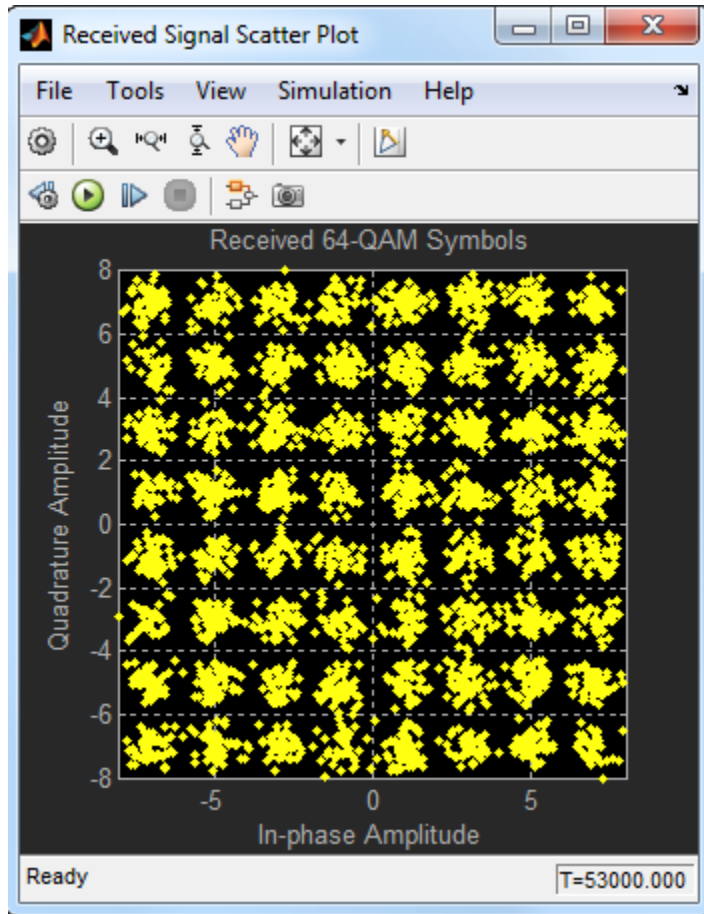 Received Signal Scatter Plot
File Tools View Simulation Help
Received 64-QAM Symbols
8
6
4
2
0
-2
-4
-6
-8
Quadrature Amplitude
-5 0 5
In-phase Amplitude
Ready T=53000.000